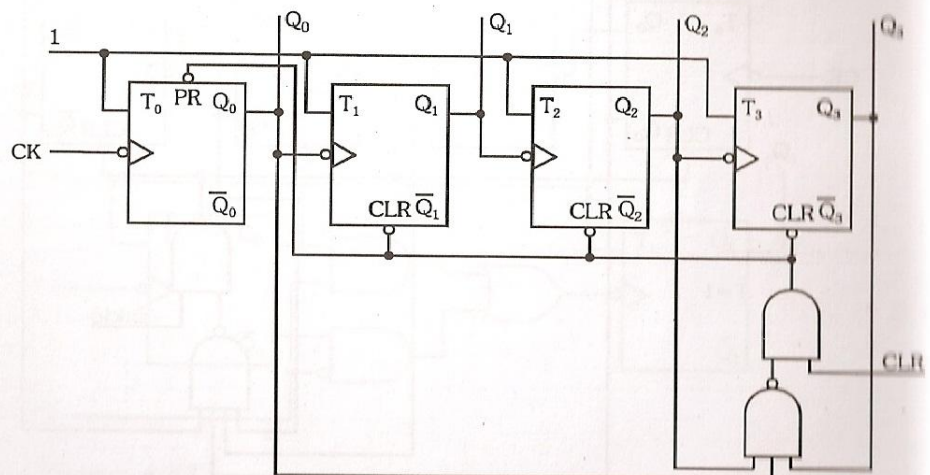 Q₀ Q₁ Q₂ Q₃
1
T₀ PR Q₀ T₁ Q₁ T₂ Q₂ T₃ Q₃
CK
Q̅₀ CLR Q̅₁ CLR Q̅₂ CLR Q̅₃
CLR